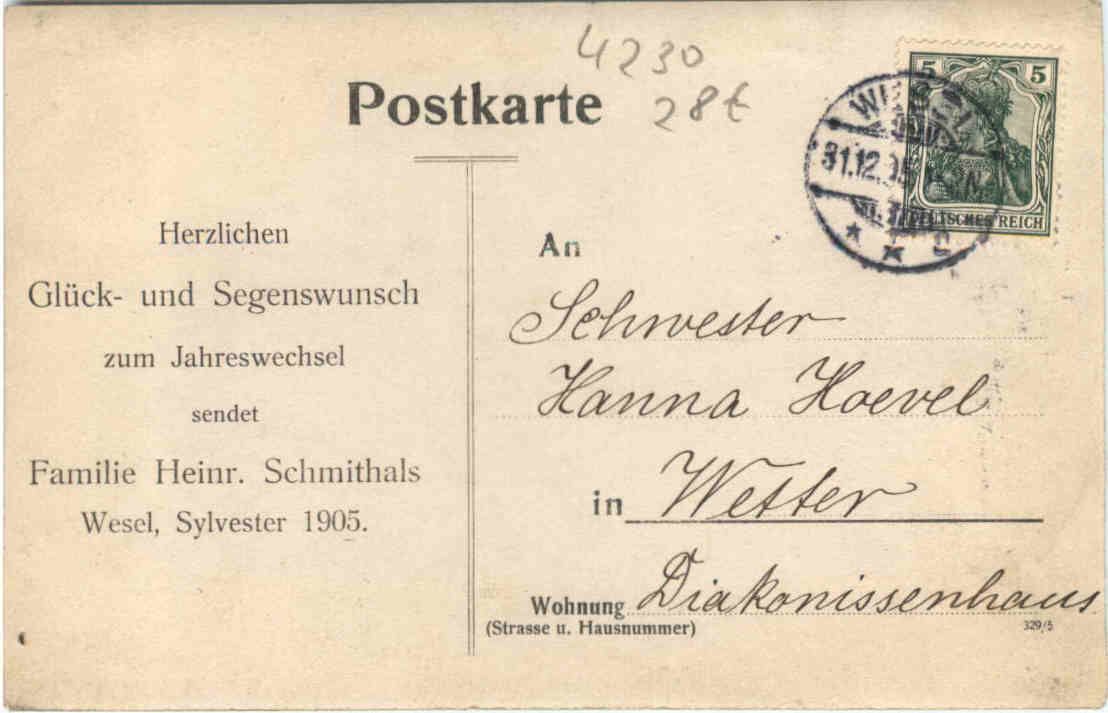 4230
28t
Postkarte
5 5
DEUTSCHES REICH
31.12.05
Herzlichen
Glück- und Segenswunsch
zum Jahreswechsel
sendet
Familie Heinr. Schmithals
Wesel, Sylvester 1905.
An
Schwester
Hanna Hoevel
in Wetter
Wohnung Diakonissenhaus
(Strasse u. Hausnummer)
329/5